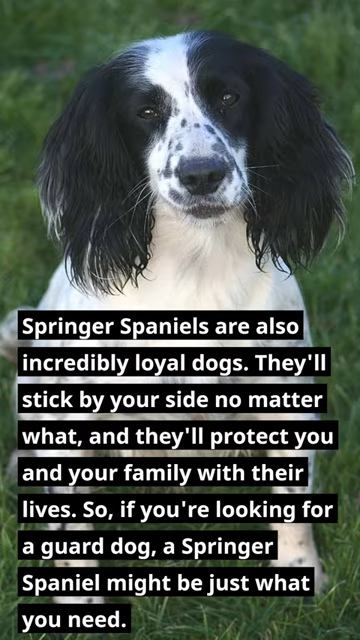 Springer Spaniels are also
incredibly loyal dogs. They'll
stick by your side no matter
what, and they'll protect you
and your family with their
lives. So, if you're looking for
a guard dog, a Springer
Spaniel might be just what
you need.